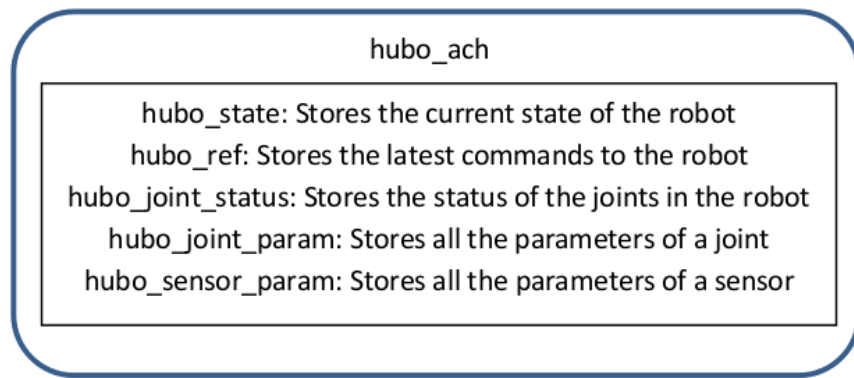 hubo_ach
hubo_state: Stores the current state of the robot
hubo_ref: Stores the latest commands to the robot
hubo_joint_status: Stores the status of the joints in the robot
hubo_joint_param: Stores all the parameters of a joint
hubo_sensor_param: Stores all the parameters of a sensor